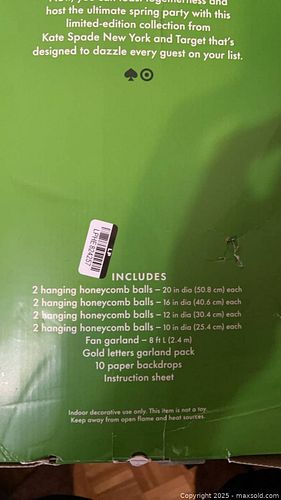 host the ultimate spring party with this
limited-edition collection from
Kate Spade New York and Target that's
designed to dazzle every guest on your list.
LPHE824257
LP
INCLUDES
2 hanging honeycomb balls – 20 in dia (50.8 cm) each
2 hanging honeycomb balls – 16 in dia (40.6 cm) each
2 hanging honeycomb balls – 12 in dia (30.4 cm) each
2 hanging honeycomb balls – 10 in dia (25.4 cm) each
Fan garland – 8 ft L (2.4 m)
Gold letters garland pack
10 paper backdrops
Instruction sheet
Indoor decorative use only. This item is not a toy.
Keep away from open flame and heat sources.
Copyright 2025 - maxsold.com